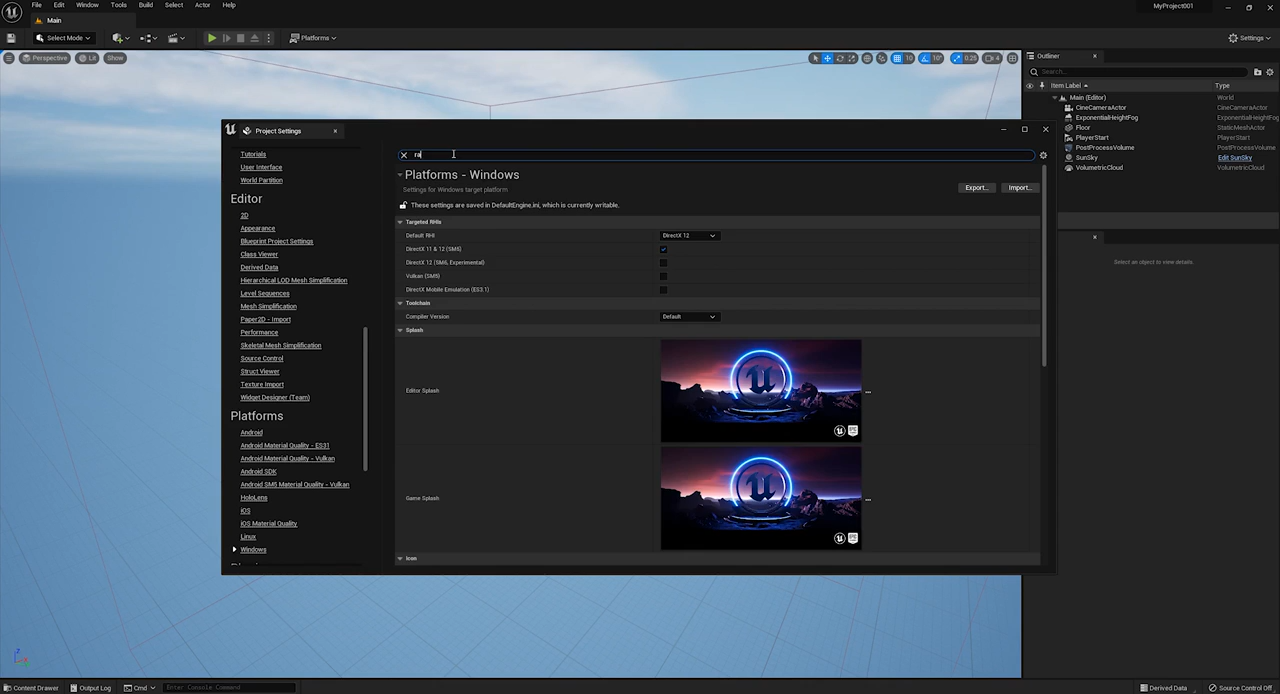 File Edit Window Tools Build Select Actor Help
MyProject001
Main
Select Mode
Platforms
Settings
Perspective Lit Show
10 10° 0.25 4
Outliner
Search...
Item Label Type
Main (Editor) World
CineCameraActor CineCameraActor
ExponentialHeightFog ExponentialHeightFog
Floor StaticMeshActor
PlayerStart PlayerStart
PostProcessVolume PostProcessVolume
SunSky Edit SunSky
VolumetricCloud VolumetricCloud
Select an object to view details.
Project Settings
Tutorials
User Interface
World Partition
Editor
2D
Appearance
Blueprint Project Settings
Class Viewer
Derived Data
Hierarchical LOD Mesh Simplification
Level Sequences
Mesh Simplification
Paper2D - Import
Performance
Skeletal Mesh Simplification
Source Control
Struct Viewer
Texture Import
Widget Designer (Team)
Platforms
Android
Android Material Quality - ES31
Android Material Quality - Vulkan
Android SDK
Android SM5 Material Quality - Vulkan
HoloLens
iOS
iOS Material Quality
Linux
Windows
ra
Platforms - Windows
Settings for Windows target platform
Export... Import...
These settings are saved in DefaultEngine.ini, which is currently writable.
Targeted RHIs
Default RHI DirectX 12
DirectX 11 & 12 (SM5)
DirectX 12 (SM6, Experimental)
Vulkan (SM5)
DirectX Mobile Emulation (ES3.1)
Toolchain
Compiler Version Default
Splash
Editor Splash
Game Splash
Icon
Content Drawer Output Log Cmd Enter Console Command
Derived Data Source Control Off